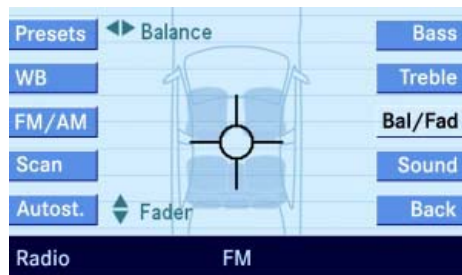 Presets Balance Bass
WB Treble
FM/AM Bal/Fad
Scan Sound
Autost. Fader Back
Radio FM